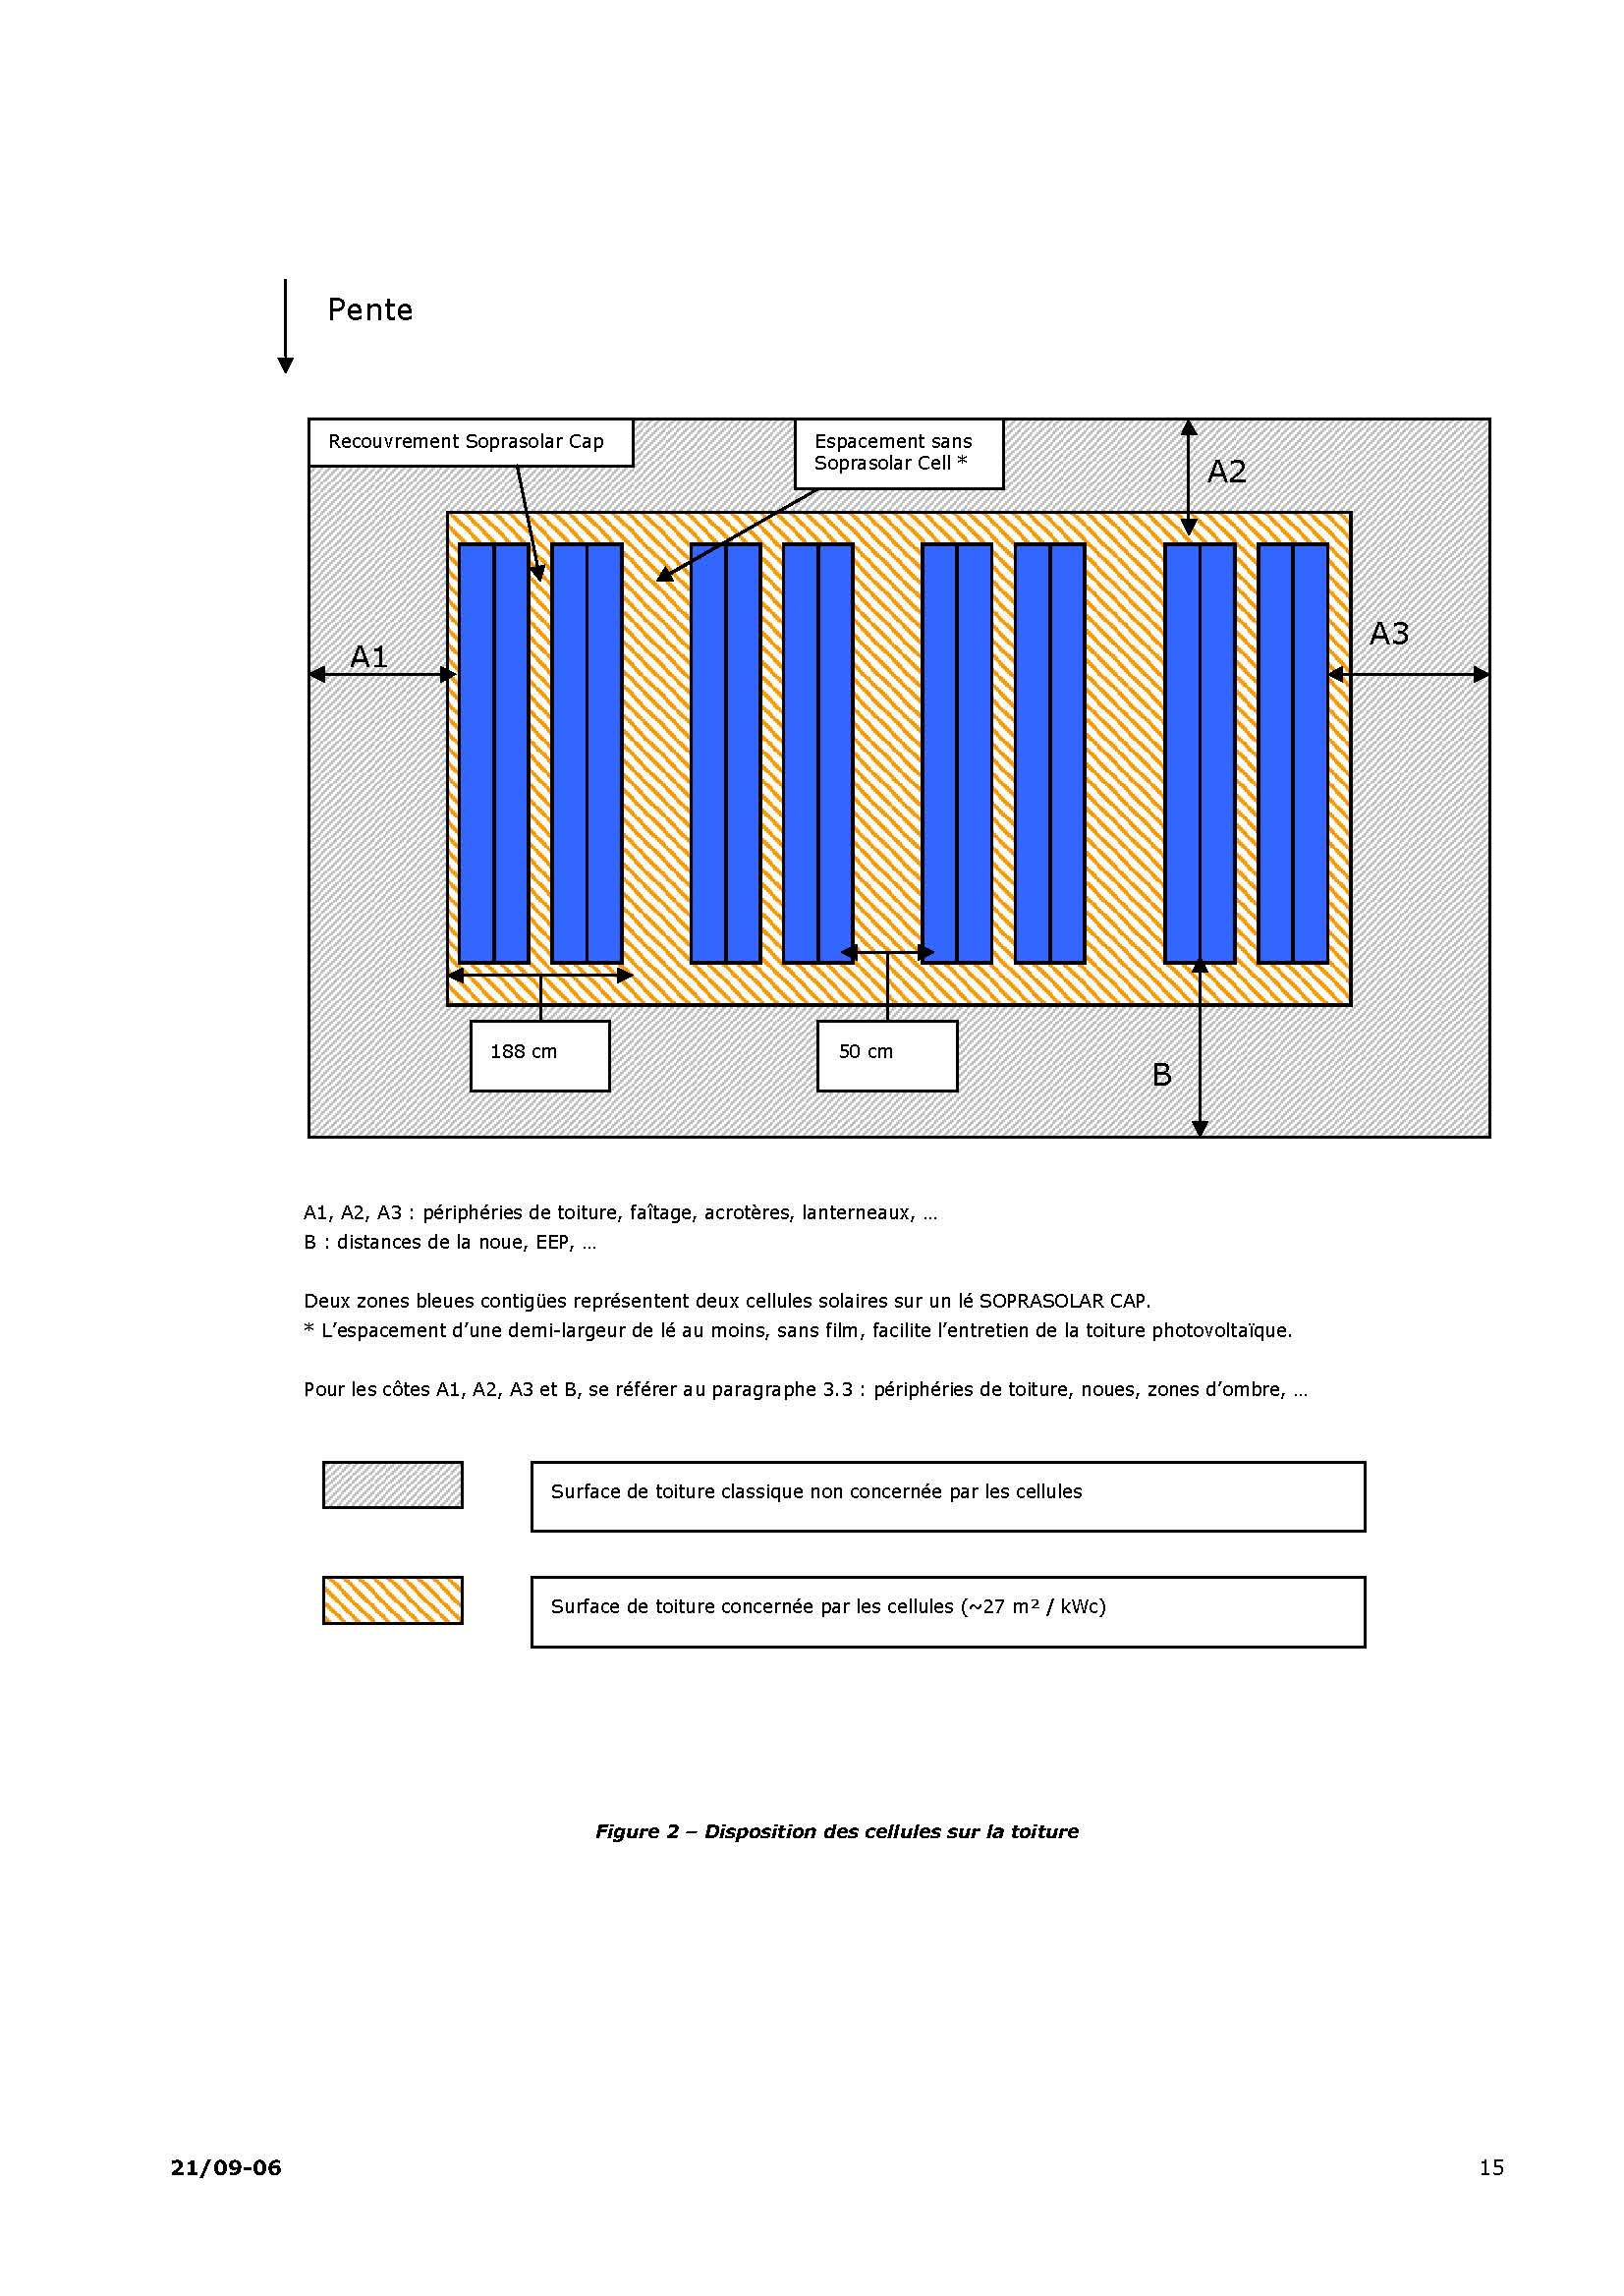 Pente
Recouvrement Soprasolar Cap
Espacement sans
Soprasolar Cell *
A2
A3
A1
188 cm
50 cm
B
A1, A2, A3 : périphéries de toiture, faîtage, acrotères, lanterneaux, …
B : distances de la noue, EEP, …
Deux zones bleues contigües représentent deux cellules solaires sur un lé SOPRASOLAR CAP.
* L’espacement d’une demi-largeur de lé au moins, sans film, facilite l’entretien de la toiture photovoltaïque.
Pour les côtes A1, A2, A3 et B, se référer au paragraphe 3.3 : périphéries de toiture, noues, zones d’ombre, …
Surface de toiture classique non concernée par les cellules
Surface de toiture concernée par les cellules (~27 m² / kWc)
Figure 2 – Disposition des cellules sur la toiture
21/09-06
15